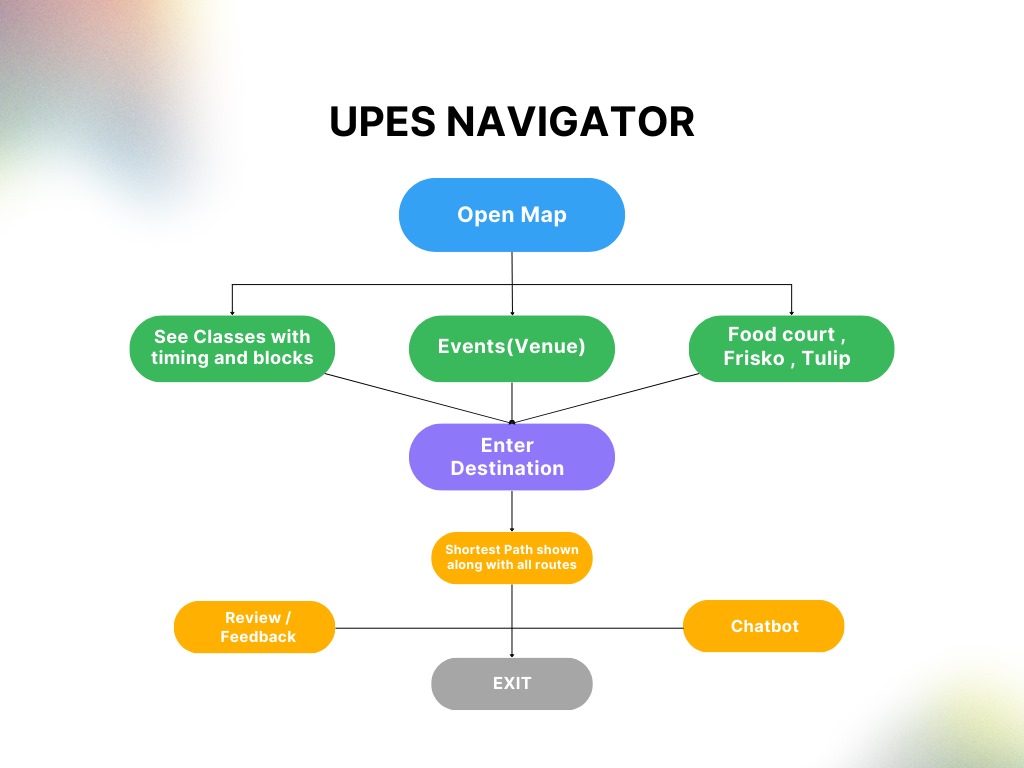 UPES NAVIGATOR
Open Map
See Classes with
timing and blocks
Events(Venue)
Food court ,
Frisko , Tulip
Enter
Destination
Shortest Path shown
along with all routes
Review /
Feedback
Chatbot
EXIT